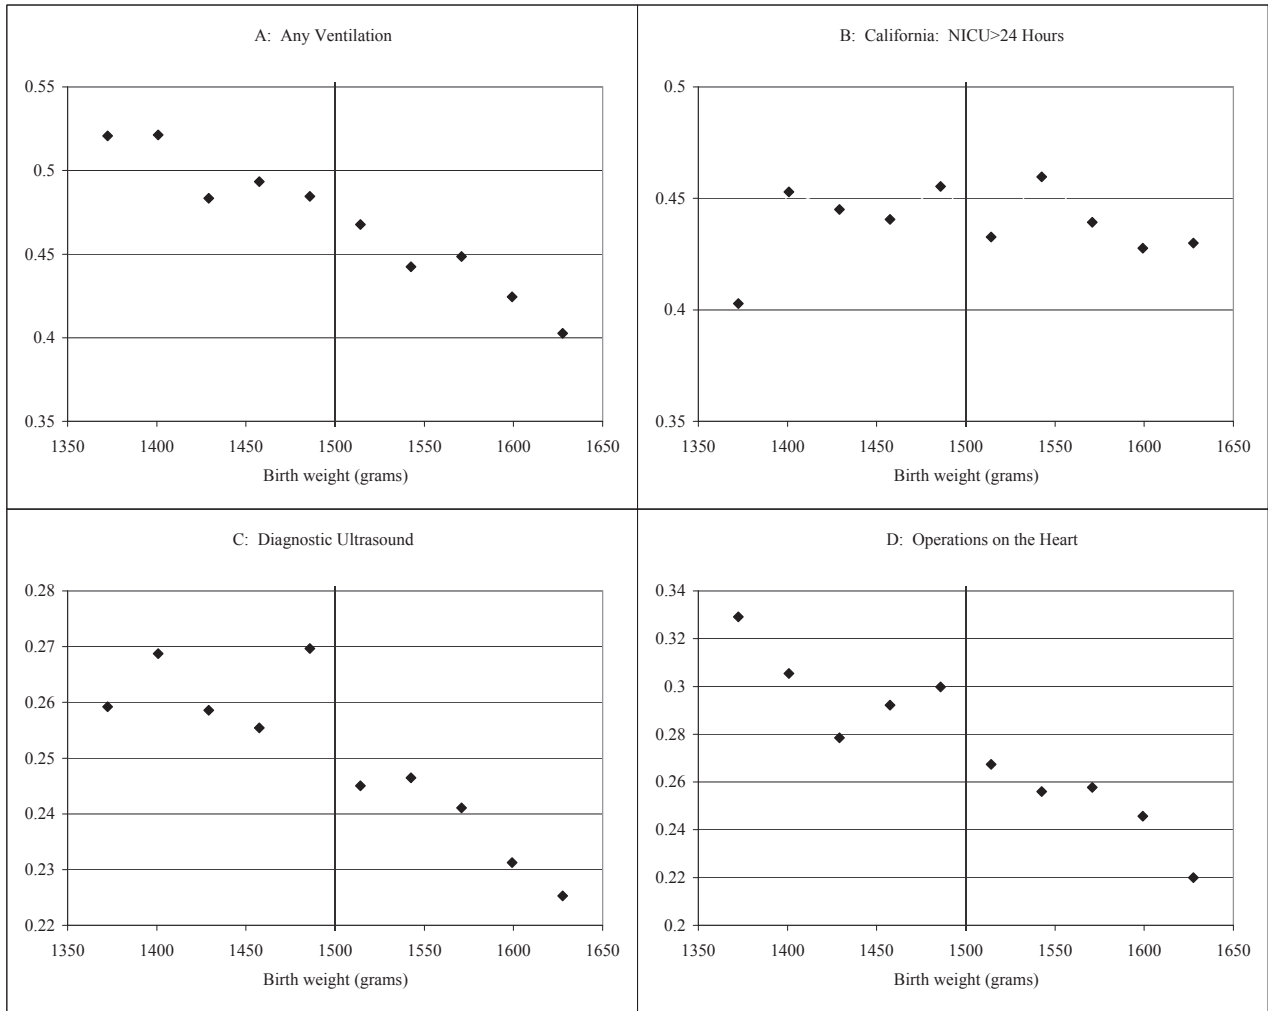 A: Any Ventilation
0.55
0.5
0.45
0.4
0.35
1350 1400 1450 1500 1550 1600 1650
Birth weight (grams)
B: California: NICU>24 Hours
0.5
0.45
0.4
0.35
1350 1400 1450 1500 1550 1600 1650
Birth weight (grams)
C: Diagnostic Ultrasound
0.28
0.27
0.26
0.25
0.24
0.23
0.22
1350 1400 1450 1500 1550 1600 1650
Birth weight (grams)
D: Operations on the Heart
0.34
0.32
0.3
0.28
0.26
0.24
0.22
0.2
1350 1400 1450 1500 1550 1600 1650
Birth weight (grams)